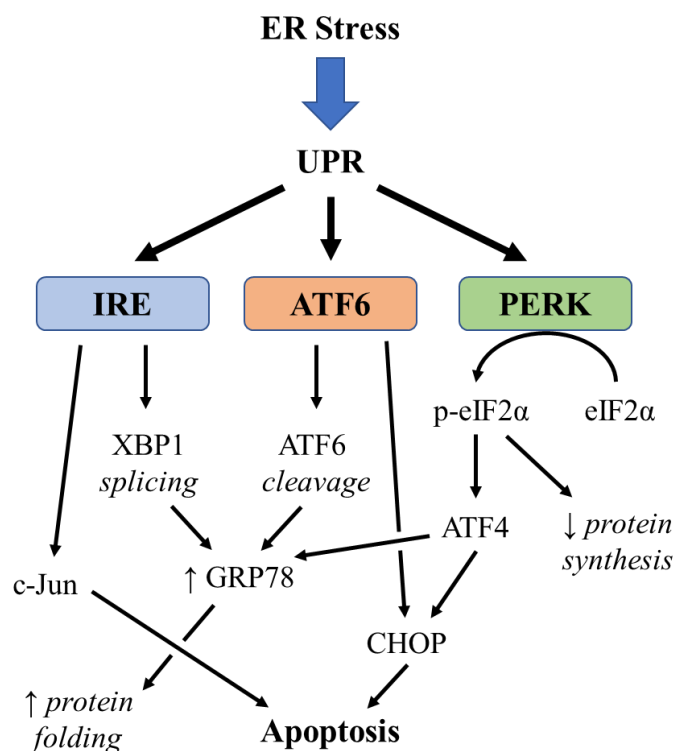 ER Stress
UPR
IRE
ATF6
PERK
p-eIF2α
eIF2α
XBP1
splicing
ATF6
cleavage
ATF4
↓ protein
synthesis
c-Jun
↑ GRP78
CHOP
↑ protein
folding
Apoptosis